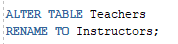 ALTER TABLE Teachers
RENAME TO Instructors;